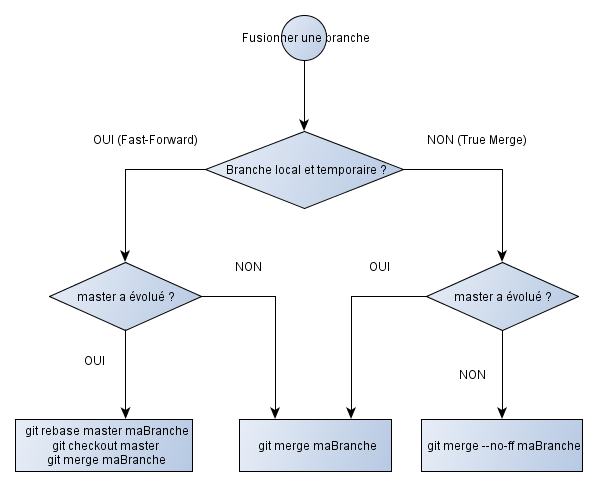 Fusionner une branche
OUI (Fast-Forward)
NON (True Merge)
Branche local et temporaire ?
NON
OUI
master a évolué ?
master a évolué ?
OUI
NON
git rebase master maBranche
git checkout master
git merge maBranche
git merge maBranche
git merge --no-ff maBranche